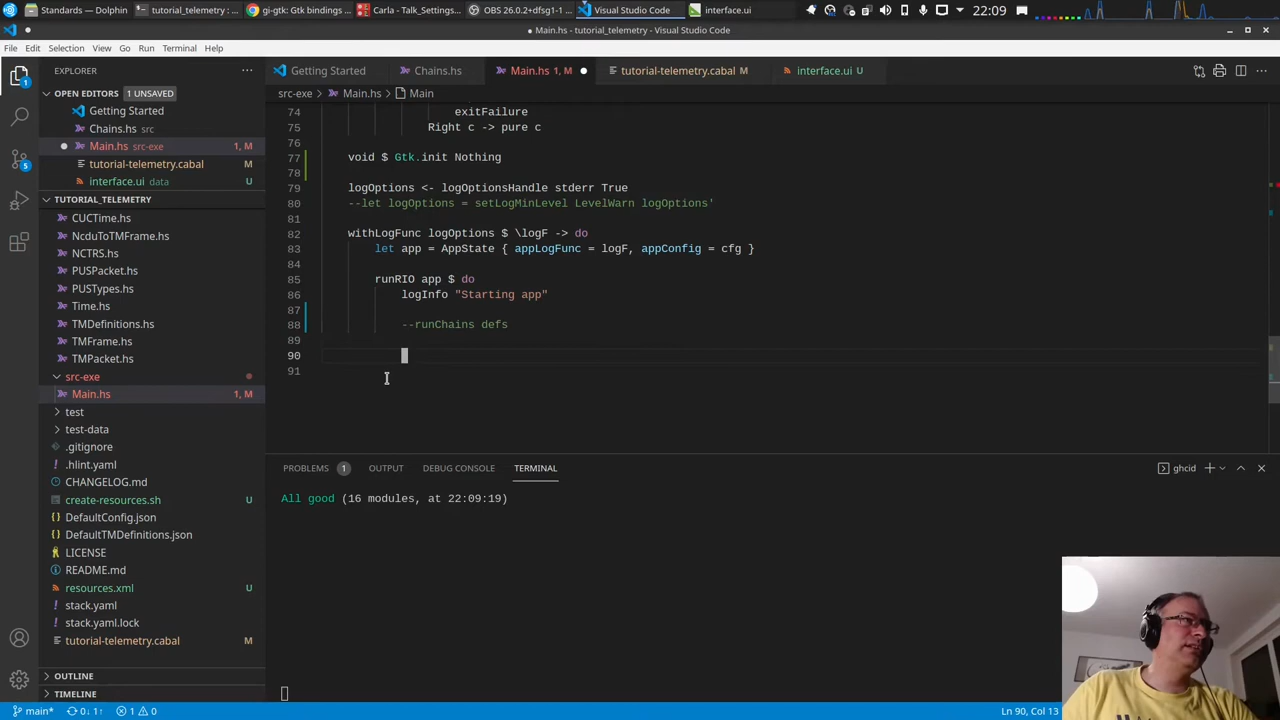 Standards — Dolphin
tutorial_telemetry : ...
gi-gtk: Gtk bindings ...
Carla - Talk_Settings...
OBS 26.0.2+dfsg1-1 ...
Visual Studio Code
interface.ui
22:09
● Main.hs - tutorial_telemetry — Visual Studio Code
File Edit Selection View Go Run Terminal Help
EXPLORER ...
Getting Started
Chains.hs
Main.hs 1, M
tutorial-telemetry.cabal M
interface.ui U
OPEN EDITORS 1 UNSAVED
src-exe > Main.hs > Main
Getting Started
Chains.hs src
Main.hs src-exe 1, M
tutorial-telemetry.cabal M
interface.ui data U
TUTORIAL_TELEMETRY
CUCTime.hs
NcduToTMFrame.hs
NCTRS.hs
PUSPacket.hs
PUSTypes.hs
Time.hs
TMDefinitions.hs
TMFrame.hs
TMPacket.hs
src-exe
Main.hs 1, M
test
test-data
.gitignore
.hlint.yaml
CHANGELOG.md
create-resources.sh U
DefaultConfig.json
DefaultTMDefinitions.json
LICENSE
README.md
resources.xml U
stack.yaml
stack.yaml.lock
tutorial-telemetry.cabal M
OUTLINE
TIMELINE
74 exitFailure
75 Right c -> pure c
76
77 void $ Gtk.init Nothing
78
79 logOptions <- logOptionsHandle stderr True
80 --let logOptions = setLogMinLevel LevelWarn logOptions'
81
82 withLogFunc logOptions $ \logF -> do
83 let app = AppState { appLogFunc = logF, appConfig = cfg }
84
85 runRIO app $ do
86 logInfo "Starting app"
87
88 --runChains defs
89
90
91
PROBLEMS 1 OUTPUT DEBUG CONSOLE TERMINAL
ghcid
All good (16 modules, at 22:09:19)
main* 0↓ 1↑ 1 0
Ln 90, Col 13